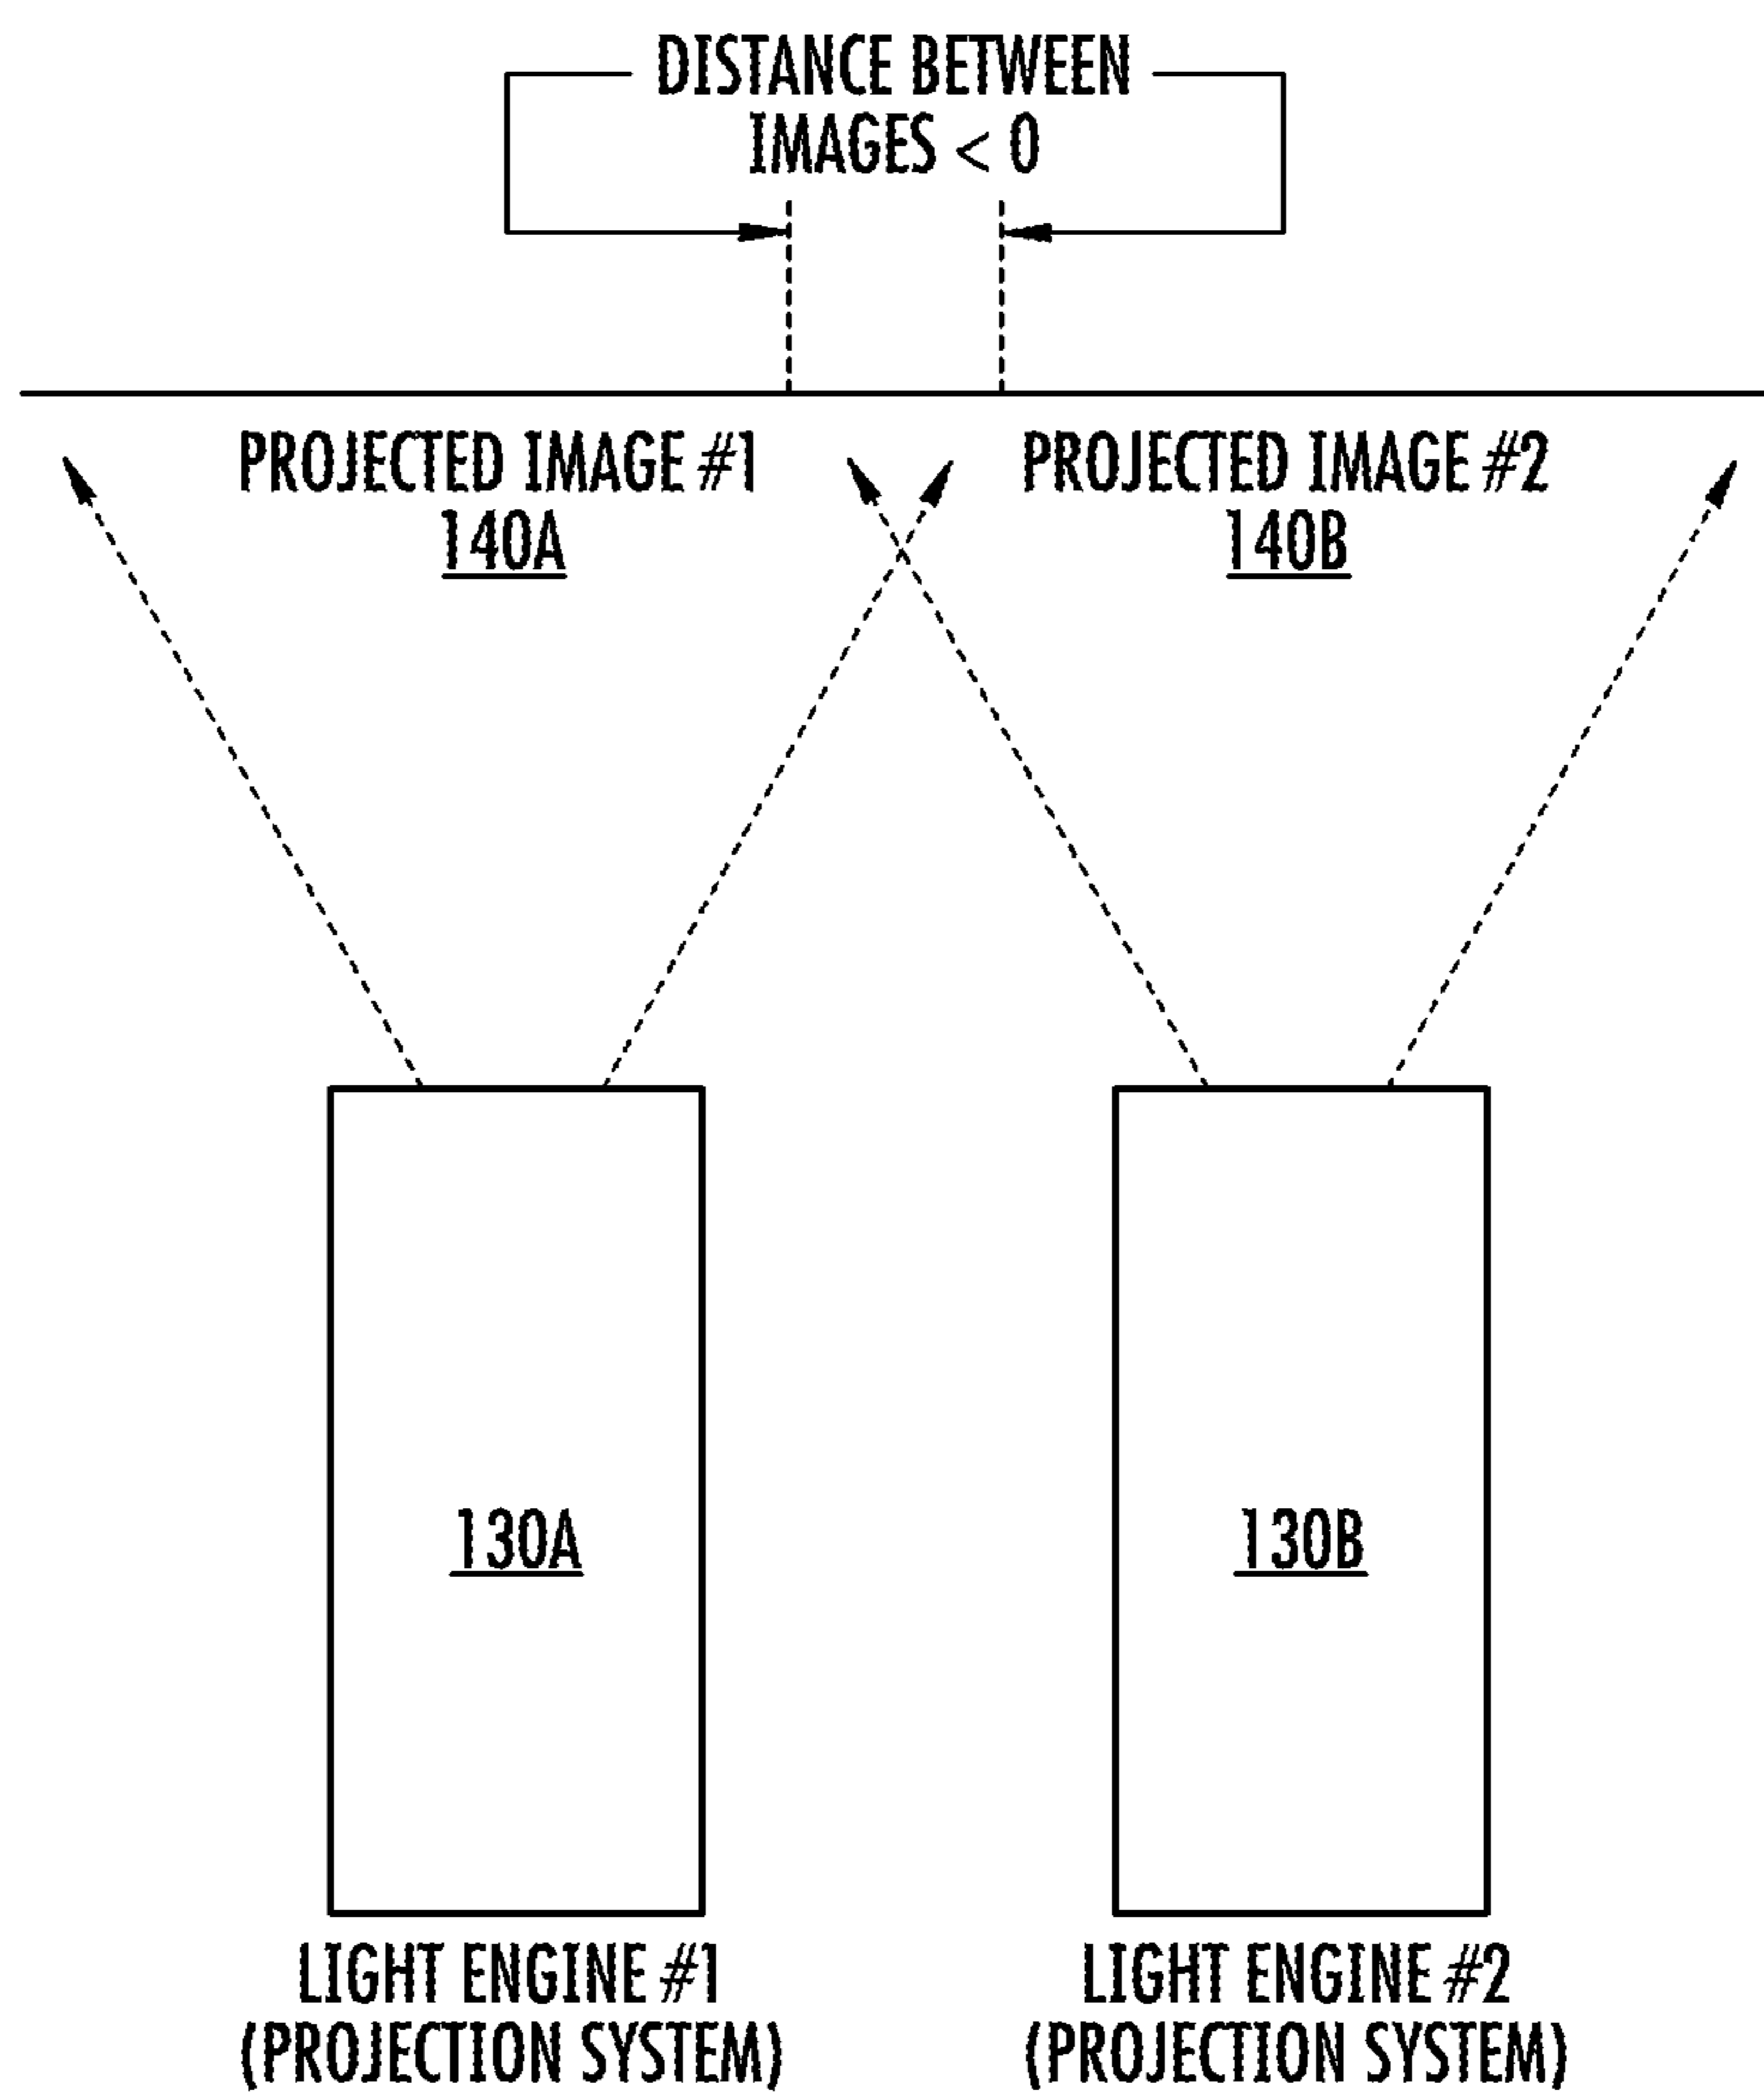 DISTANCE BETWEEN
IMAGES < 0
PROJECTED IMAGE #1
140A
PROJECTED IMAGE #2
140B
130A
130B
LIGHT ENGINE #1
(PROJECTION SYSTEM)
LIGHT ENGINE #2
(PROJECTION SYSTEM)